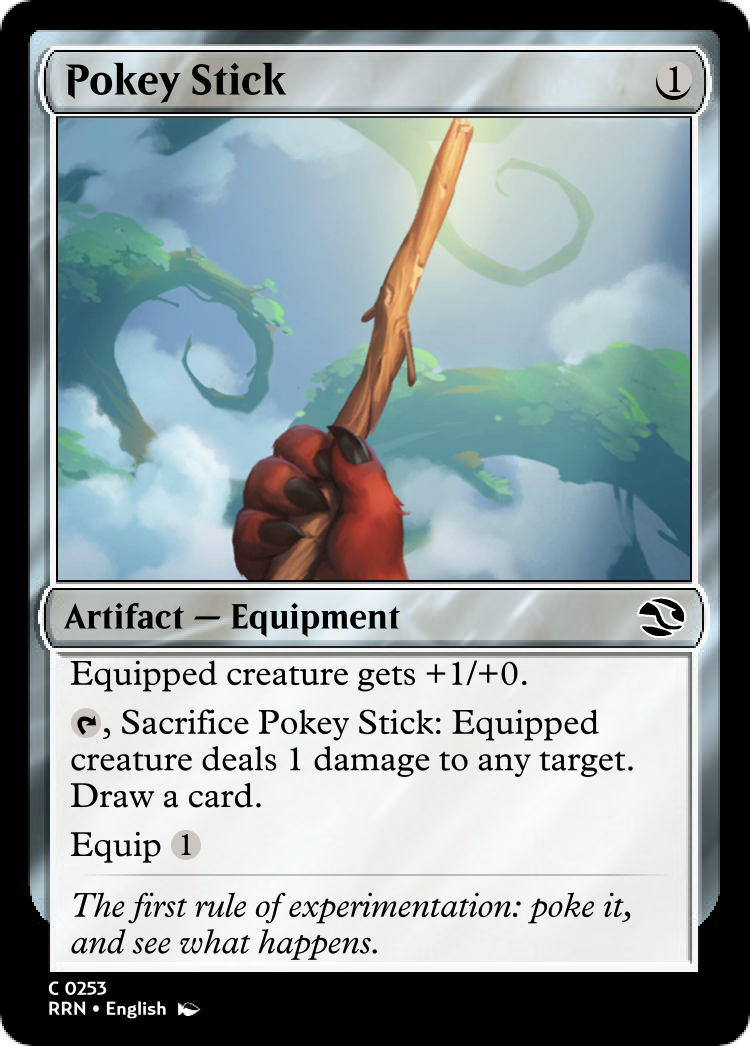 Pokey Stick 1
Artifact — Equipment
Equipped creature gets +1/+0.
, Sacrifice Pokey Stick: Equipped
creature deals 1 damage to any target.
Draw a card.
Equip 1
The first rule of experimentation: poke it,
and see what happens.
C 0253
RRN • English